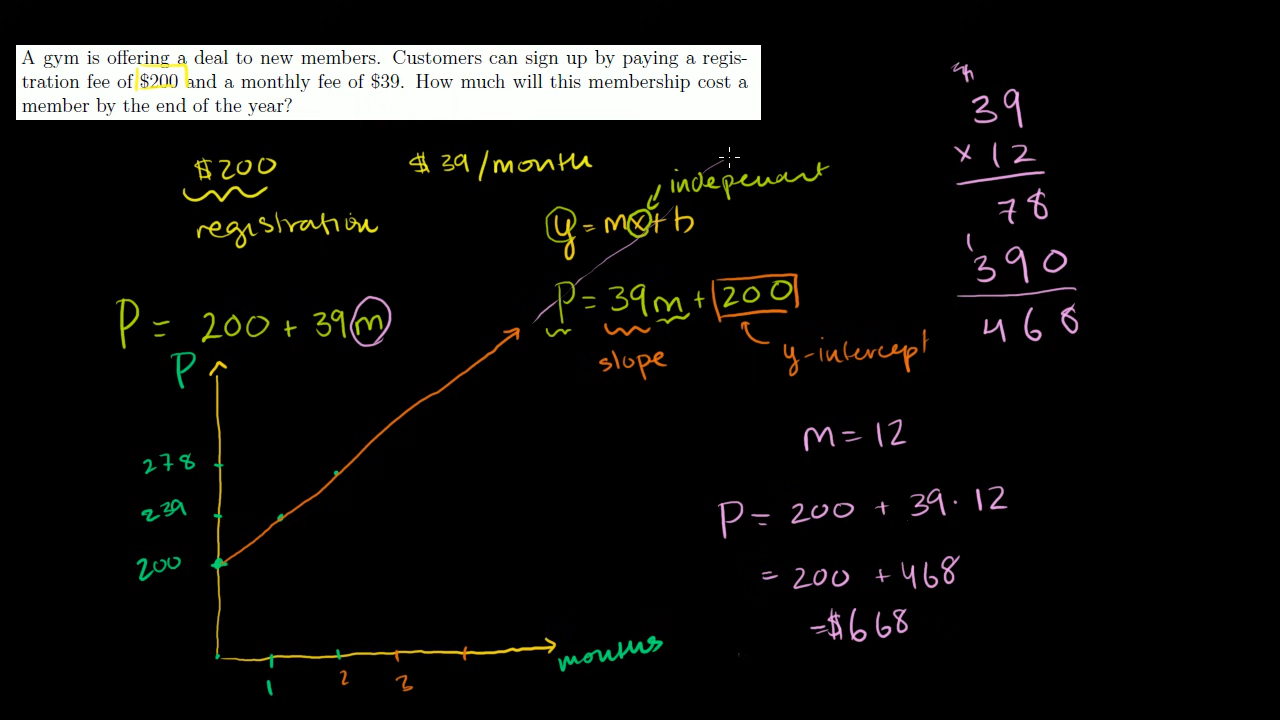 A gym is offering a deal to new members. Customers can sign up by paying a regis-
tration fee of $200 and a monthly fee of $39. How much will this membership cost a
member by the end of the year?
$200
registration
$39/month
indepenant
y = mx + b
P = 200 + 39m
P = 39m + 200
slope
y-intercept
P
278
239
200
1
2
3
months
39
x 12
78
1
390
468
m = 12
P = 200 + 39 · 12
= 200 + 468
= $668